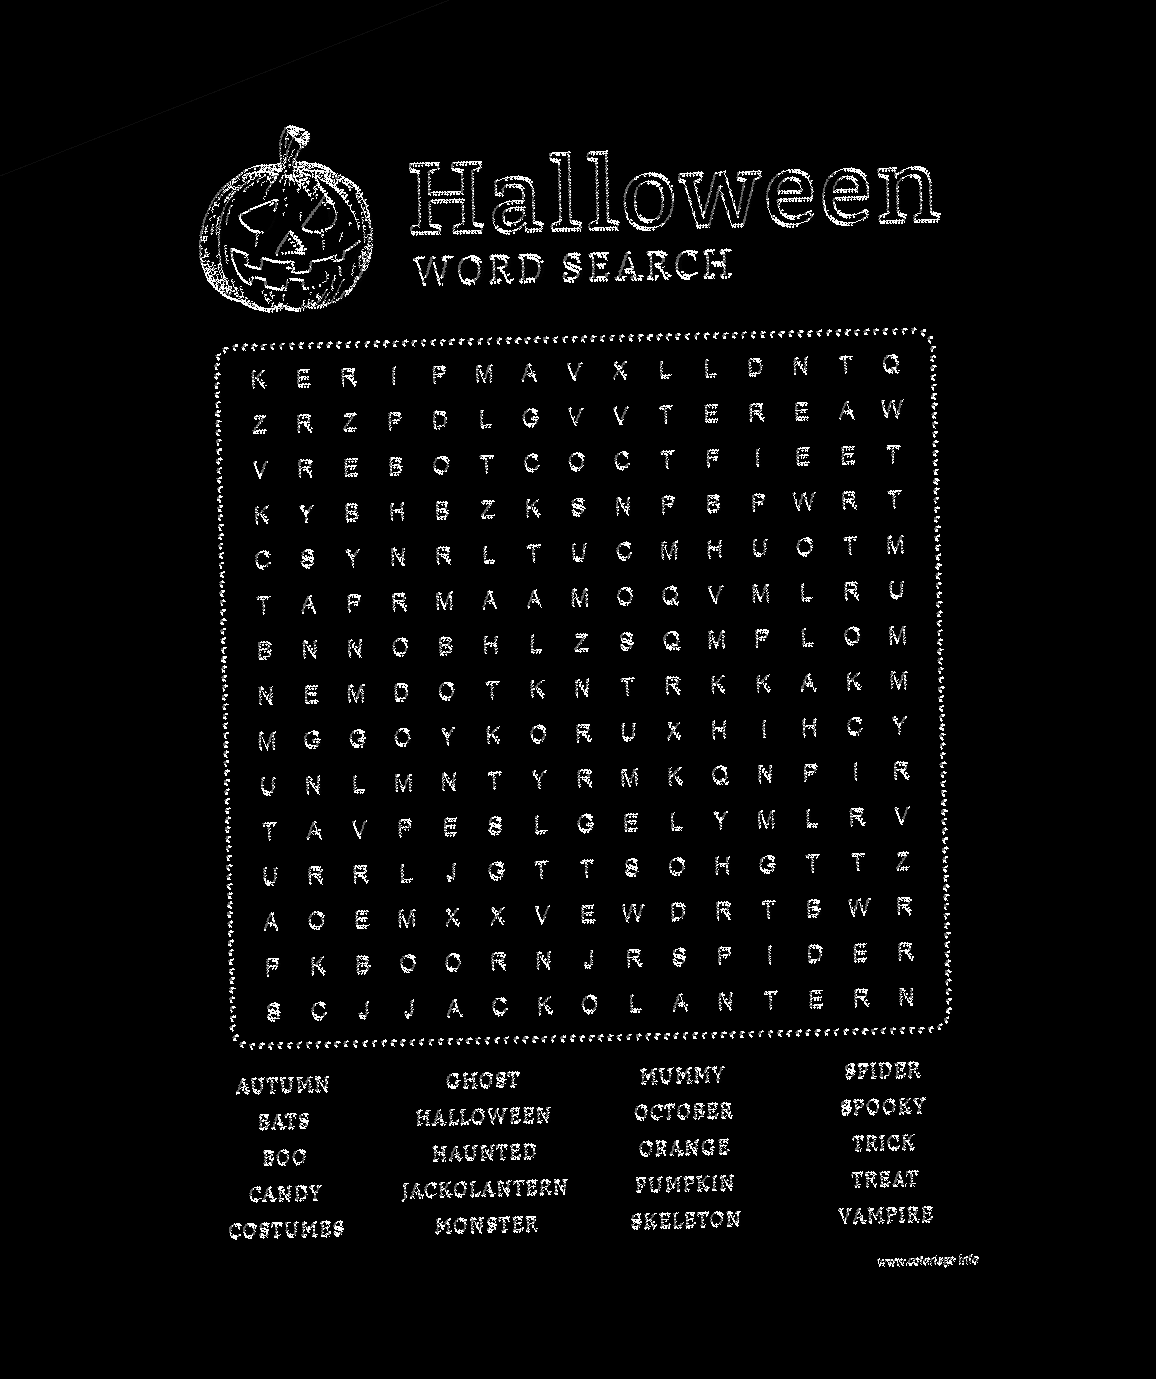 Halloween
WORD SEARCH
K E R I P M A V X L L D N T Q
Z R Z P D L G V V T E R E A W
V R E B O T C O C T F I E E T
K Y B H B Z K S N P B P W R T
C S Y N R L T U C M H U O T M
T A P R M A A M O Q V M L R U
B N N O B H L Z S Q M P L O M
N E M D O T K N T R K K A K M
M G G O Y K O R U X H I H C Y
U N L M N T Y R M K Q N P I R
T A V P E S L G E L Y M L R V
U R R L J G T T S O H G T T Z
A O E M X X V E W D R T B W R
P K B O O R N J R S P I D E R
S C J J A C K O L A N T E R N
AUTUMN GHOST MUMMY SPIDER
BATS HALLOWEEN OCTOBER SPOOKY
BOO HAUNTED ORANGE TRICK
CANDY JACKOLANTERN PUMPKIN TREAT
COSTUMES MONSTER SKELETON VAMPIRE
www.coloriage.info